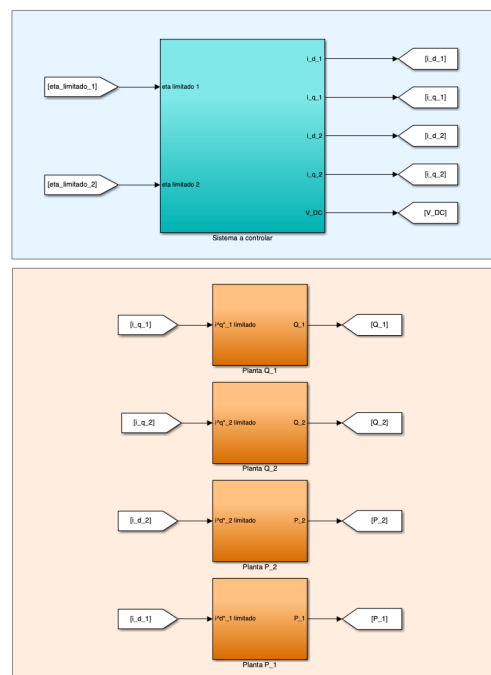 i_d_1
[i_d_1]
[eta_limitado_1]
eta limitado 1
i_q_1
[i_q_1]
i_d_2
[i_d_2]
[eta_limitado_2]
eta limitado 2
i_q_2
[i_q_2]
V_DC
[V_DC]
Sistema a controlar
[i_q_1]
i^q*_1 limitado
Q_1
[Q_1]
Planta Q_1
[i_q_2]
i^q*_2 limitado
Q_2
[Q_2]
Planta Q_2
[i_d_2]
i^d*_2 limitado
P_2
[P_2]
Planta P_2
[i_d_1]
i^d*_1 limitado
P_1
[P_1]
Planta P_1